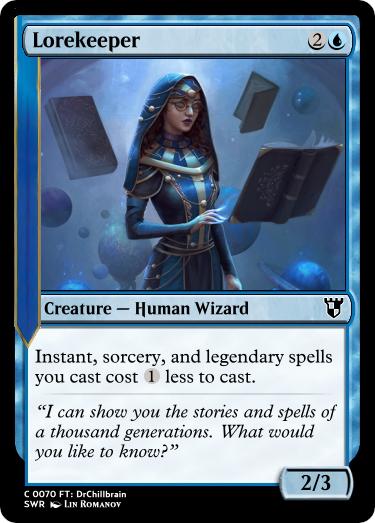 Lorekeeper 2
Creature — Human Wizard
Instant, sorcery, and legendary spells
you cast cost 1 less to cast.
“I can show you the stories and spells of
a thousand generations. What would
you like to know?”
2/3
C 0070 FT: DrChillbrain
SWR Lin Romanov